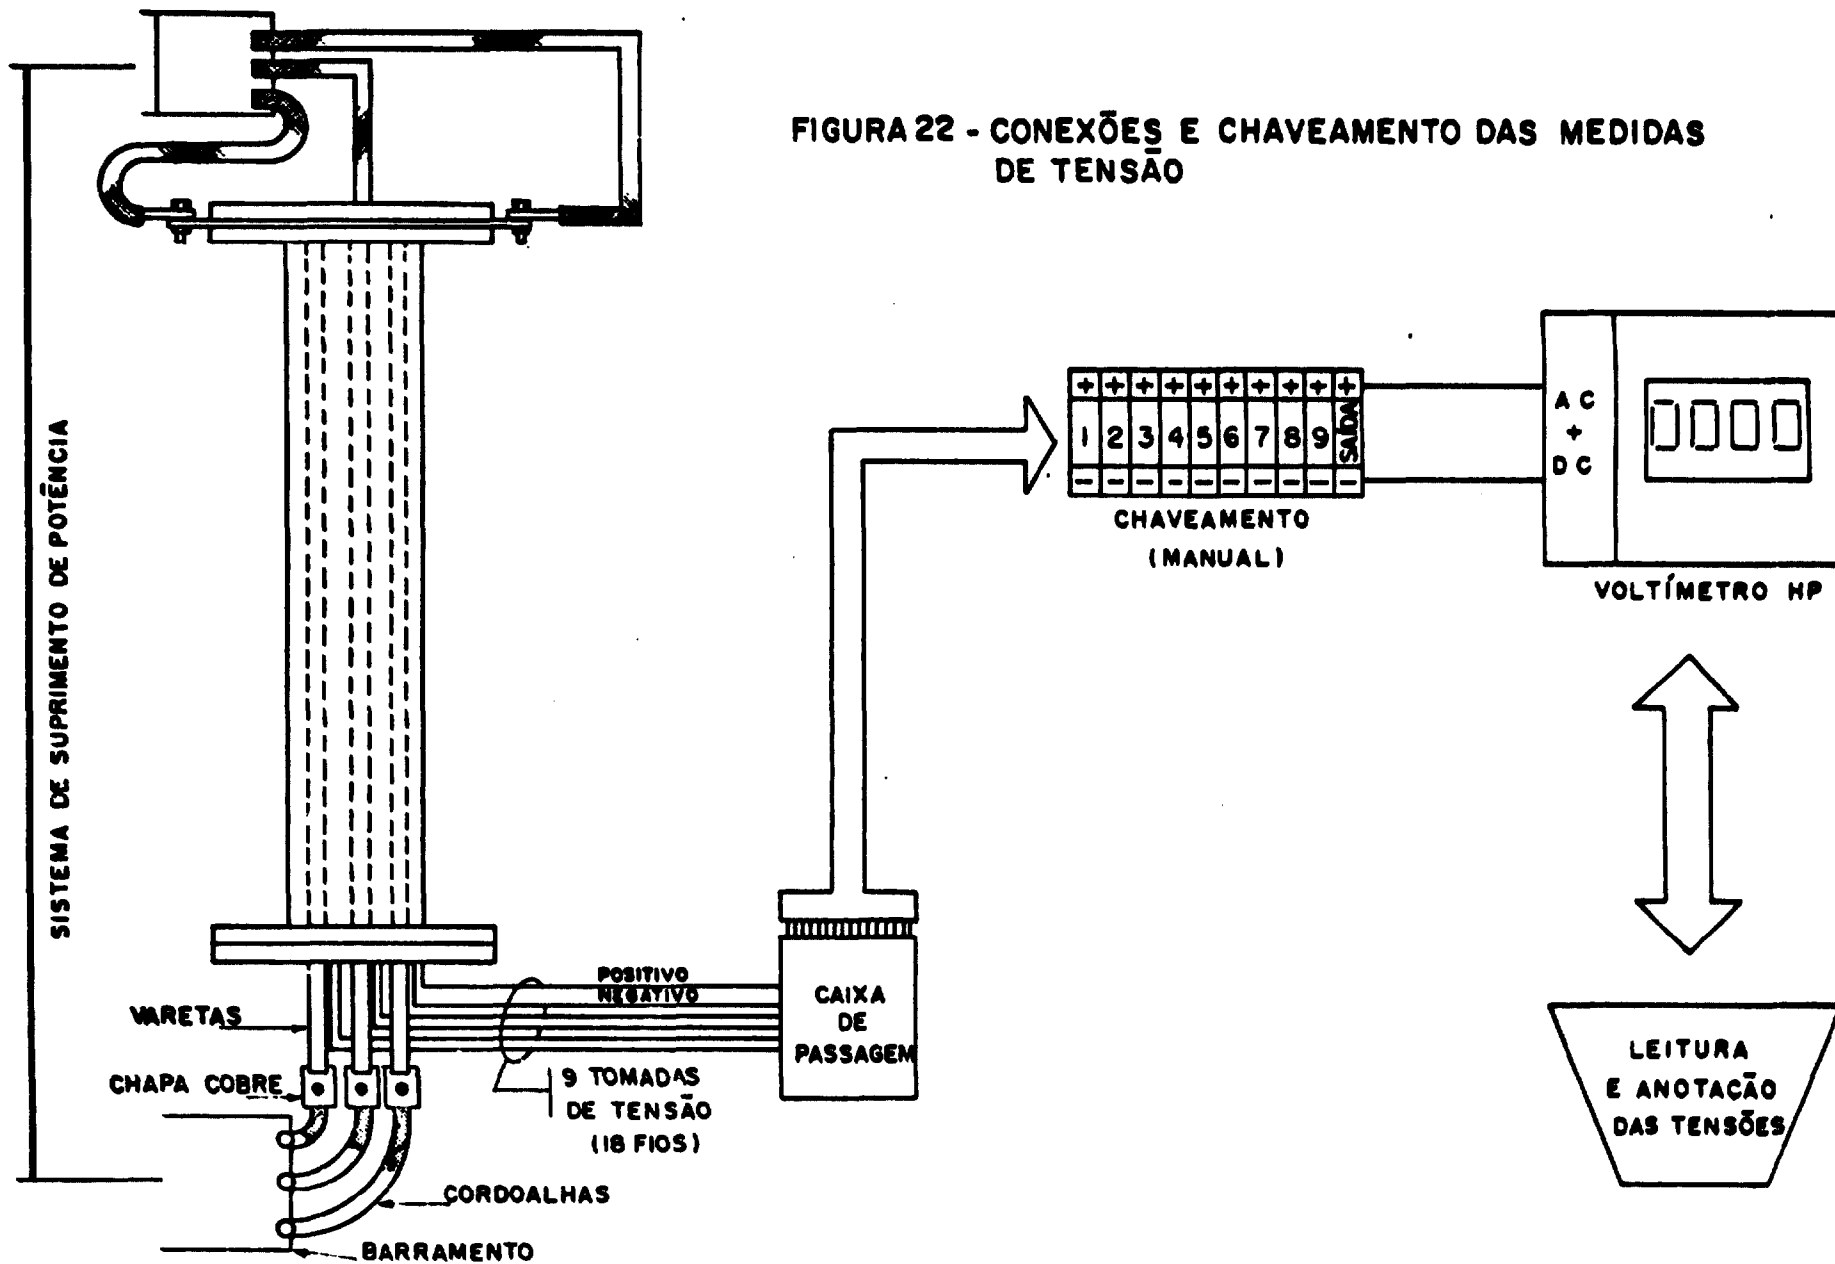 FIGURA 22 - CONEXÕES E CHAVEAMENTO DAS MEDIDAS
DE TENSÃO
SISTEMA DE SUPRIMENTO DE POTÊNCIA
+ + + + + + + + + +
1 2 3 4 5 6 7 8 9 SAÍDA
- - - - - - - - - -
CHAVEAMENTO
(MANUAL)
AC
+
DC
0000
VOLTÍMETRO HP
POSITIVO
NEGATIVO
CAIXA
DE
PASSAGEM
VARETAS
CHAPA COBRE
9 TOMADAS
DE TENSÃO
(18 FIOS)
CORDOALHAS
BARRAMENTO
LEITURA
E ANOTAÇÃO
DAS TENSÕES